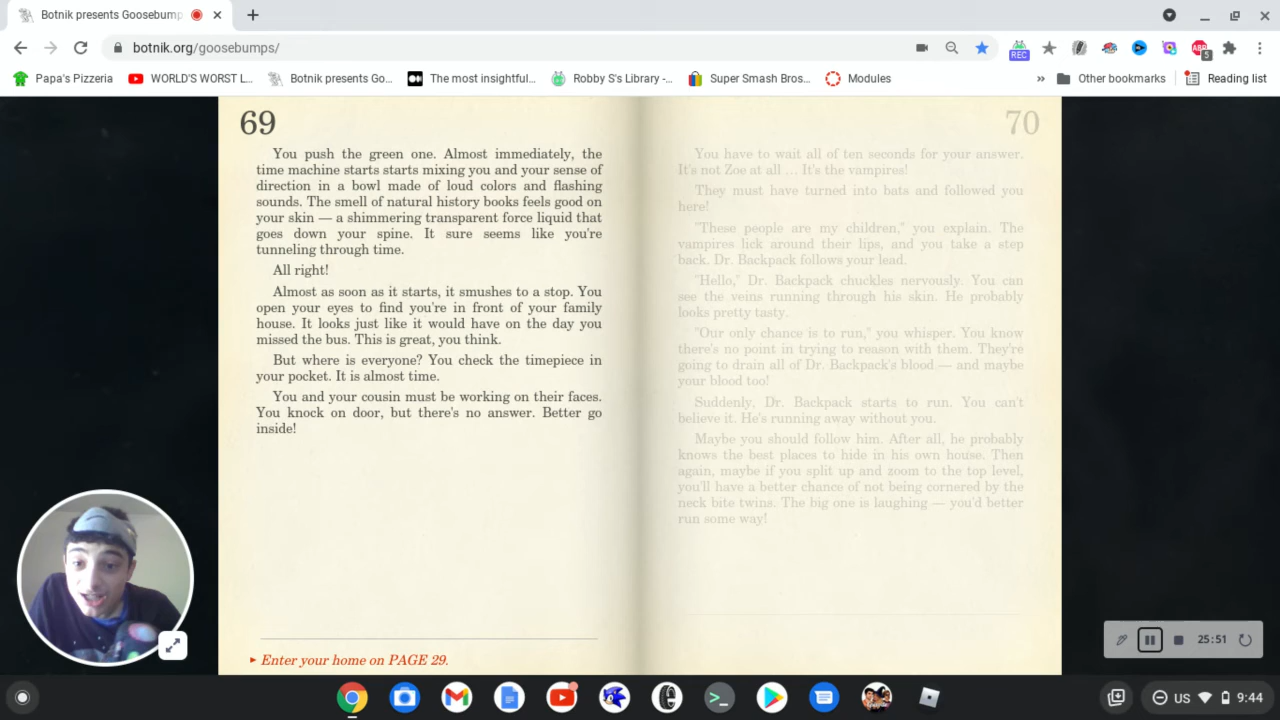 Botnik presents Goosebump
botnik.org/goosebumps/
REC
5
Papa's Pizzeria
WORLD'S WORST L...
Botnik presents Go...
The most insightful...
Robby S's Library -...
Super Smash Bros...
Modules
»
Other bookmarks
Reading list
69
You push the green one. Almost immediately, the
time machine starts starts mixing you and your sense of
direction in a bowl made of loud colors and flashing
sounds. The smell of natural history books feels good on
your skin — a shimmering transparent force liquid that
goes down your spine. It sure seems like you're
tunneling through time.
All right!
Almost as soon as it starts, it smushes to a stop. You
open your eyes to find you're in front of your family
house. It looks just like it would have on the day you
missed the bus. This is great, you think.
But where is everyone? You check the timepiece in
your pocket. It is almost time.
You and your cousin must be working on their faces.
You knock on door, but there's no answer. Better go
inside!
▸ Enter your home on PAGE 29.
70
You have to wait all of ten seconds for your answer.
It's not Zoe at all … It's the vampires!
They must have turned into bats and followed you
here!
"These people are my children," you explain. The
vampires lick around their lips, and you take a step
back. Dr. Backpack follows your lead.
"Hello," Dr. Backpack chuckles nervously. You can
see the veins running through his skin. He probably
looks pretty tasty.
"Our only chance is to run," you whisper. You know
there's no point in trying to reason with them. They're
going to drain all of Dr. Backpack's blood — and maybe
your blood too!
Suddenly, Dr. Backpack starts to run. You can't
believe it. He's running away without you.
Maybe you should follow him. After all, he probably
knows the best places to hide in his own house. Then
again, maybe if you split up and zoom to the top level,
you'll have a better chance of not being cornered by the
neck bite twins. The big one is laughing — you'd better
run some way!
25:51
US
9:44